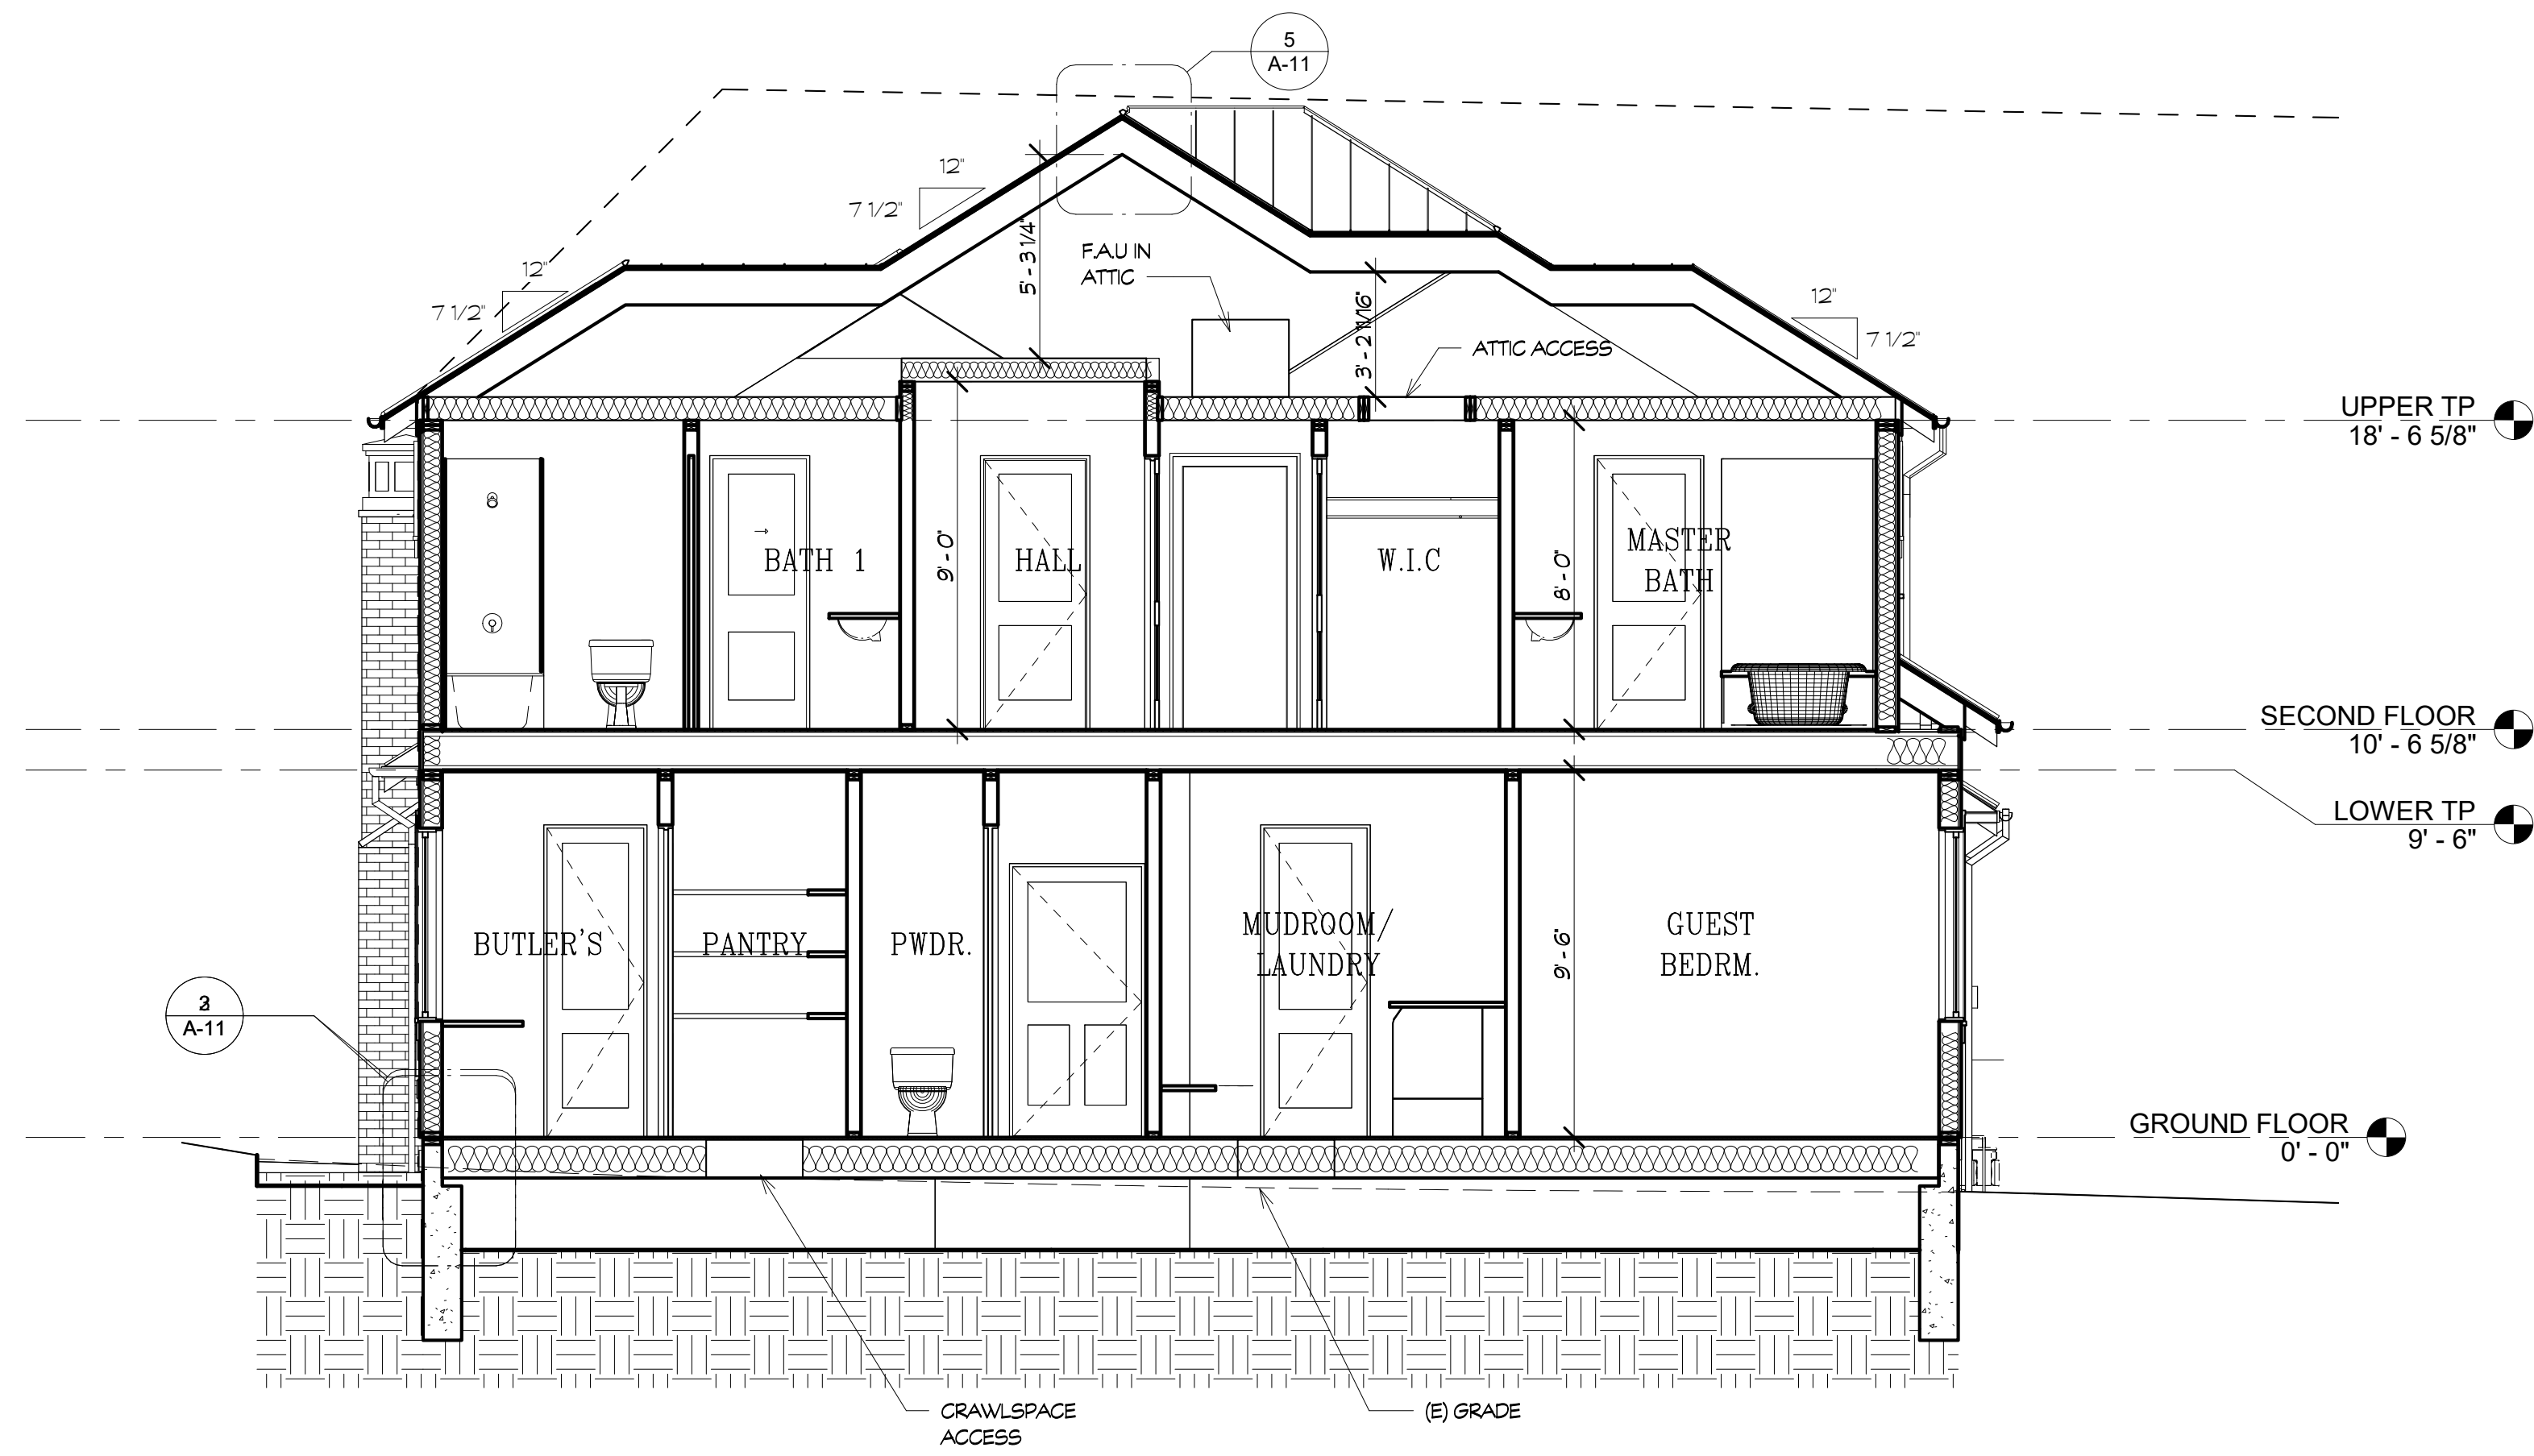 5
A-11
12"
7 1/2"
12"
7 1/2"
5' - 3 1/4"
F.A.U IN
ATTIC
3' - 2 11/16"
ATTIC ACCESS
12"
7 1/2"
UPPER TP
18' - 6 5/8"
BATH 1
9' - 0"
HALL
W.I.C
8' - 0"
MASTER
BATH
SECOND FLOOR
10' - 6 5/8"
LOWER TP
9' - 6"
BUTLER'S
PANTRY
PWDR.
MUDROOM/
LAUNDRY
9' - 6"
GUEST
BEDRM.
A-11
GROUND FLOOR
0' - 0"
CRAWLSPACE
ACCESS
(E) GRADE